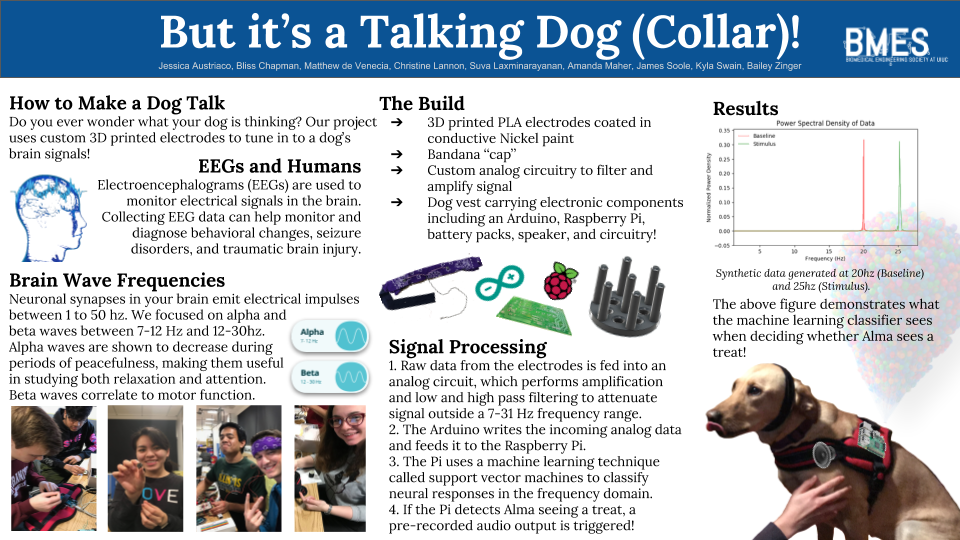 But it's a Talking Dog (Collar)!
Jessica Austriaco, Bliss Chapman, Matthew de Venecia, Christine Lannon, Suva Laxminarayanan, Amanda Maher, James Soole, Kyla Swain, Bailey Zinger
BMES
BIOMEDICAL ENGINEERING SOCIETY AT UIUC
How to Make a Dog Talk
Do you ever wonder what your dog is thinking? Our project
uses custom 3D printed electrodes to tune in to a dog's
brain signals!
EEGs and Humans
Electroencephalograms (EEGs) are used to
monitor electrical signals in the brain.
Collecting EEG data can help monitor and
diagnose behavioral changes, seizure
disorders, and traumatic brain injury.
Brain Wave Frequencies
Neuronal synapses in your brain emit electrical impulses
between 1 to 50 hz. We focused on alpha and
beta waves between 7-12 Hz and 12-30hz.
Alpha waves are shown to decrease during
periods of peacefulness, making them useful
in studying both relaxation and attention.
Beta waves correlate to motor function.
Alpha
7-12 Hz
Beta
12-30 Hz
The Build
➔ 3D printed PLA electrodes coated in
conductive Nickel paint
➔ Bandana “cap”
➔ Custom analog circuitry to filter and
amplify signal
➔ Dog vest carrying electronic components
including an Arduino, Raspberry Pi,
battery packs, speaker, and circuitry!
Signal Processing
1. Raw data from the electrodes is fed into an
analog circuit, which performs amplification
and low and high pass filtering to attenuate
signal outside a 7-31 Hz frequency range.
2. The Arduino writes the incoming analog data
and feeds it to the Raspberry Pi.
3. The Pi uses a machine learning technique
called support vector machines to classify
neural responses in the frequency domain.
4. If the Pi detects Alma seeing a treat, a
pre-recorded audio output is triggered!
Results
Power Spectral Density of Data
Baseline
Stimulus
Normalized Power Density
0.35
0.30
0.25
0.20
0.15
0.10
0.05
0.00
−0.05
5 10 15 20 25
Frequency (Hz)
Synthetic data generated at 20hz (Baseline)
and 25hz (Stimulus).
The above figure demonstrates what
the machine learning classifier sees
when deciding whether Alma sees a
treat!